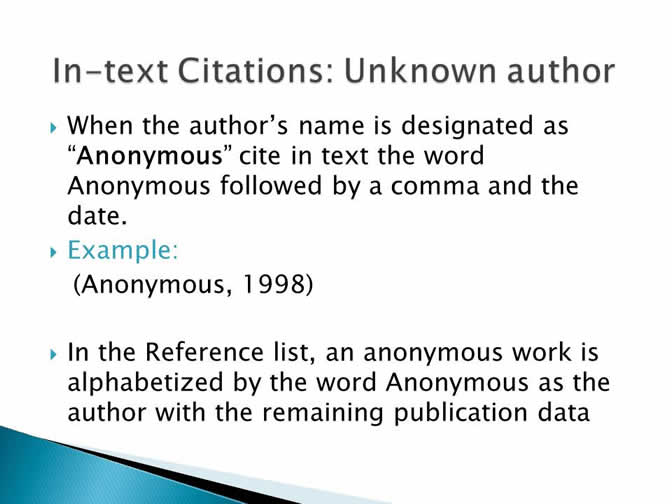 In-text Citations: Unknown author
When the author’s name is designated as
“Anonymous” cite in text the word
Anonymous followed by a comma and the
date.
Example:
(Anonymous, 1998)
In the Reference list, an anonymous work is
alphabetized by the word Anonymous as the
author with the remaining publication data